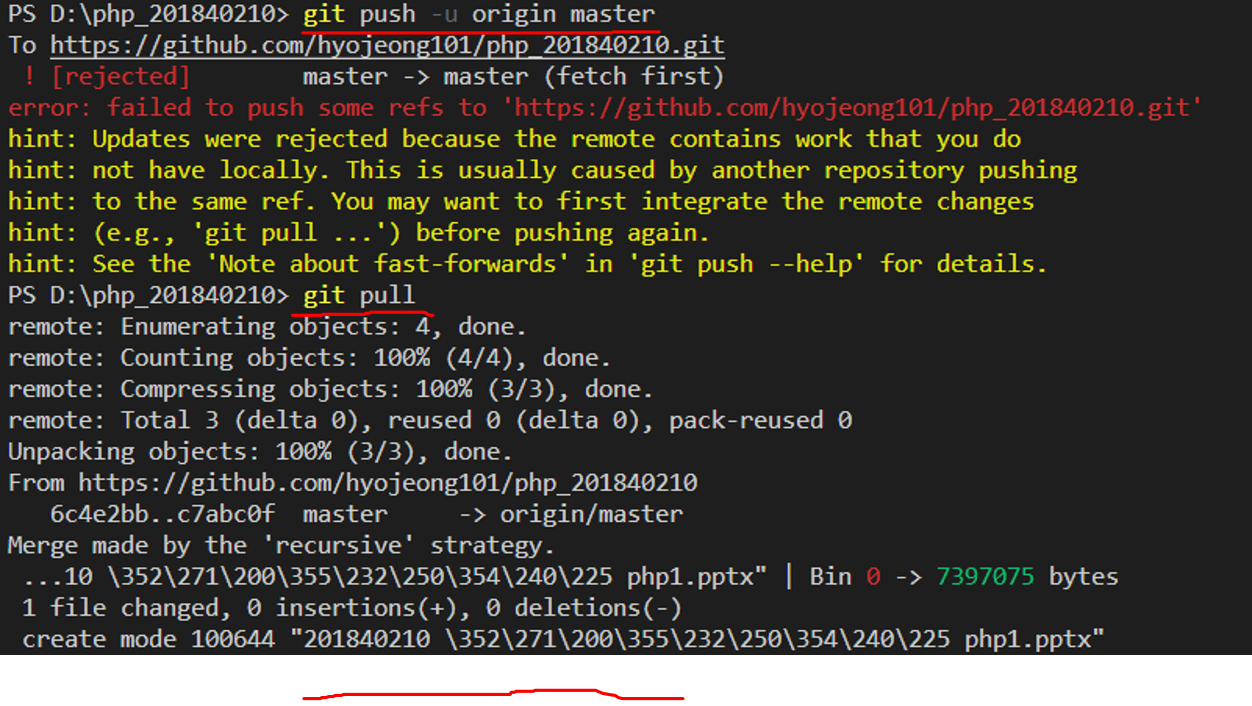 PS D:\php_201840210> git push -u origin master
To https://github.com/hyojeong101/php_201840210.git
 ! [rejected]        master -> master (fetch first)
error: failed to push some refs to 'https://github.com/hyojeong101/php_201840210.git'
hint: Updates were rejected because the remote contains work that you do
hint: not have locally. This is usually caused by another repository pushing
hint: to the same ref. You may want to first integrate the remote changes
hint: (e.g., 'git pull ...') before pushing again.
hint: See the 'Note about fast-forwards' in 'git push --help' for details.
PS D:\php_201840210> git pull
remote: Enumerating objects: 4, done.
remote: Counting objects: 100% (4/4), done.
remote: Compressing objects: 100% (3/3), done.
remote: Total 3 (delta 0), reused 0 (delta 0), pack-reused 0
Unpacking objects: 100% (3/3), done.
From https://github.com/hyojeong101/php_201840210
   6c4e2bb..c7abc0f  master     -> origin/master
Merge made by the 'recursive' strategy.
 ...10 \352\271\200\355\232\250\354\240\225 php1.pptx" | Bin 0 -> 7397075 bytes
 1 file changed, 0 insertions(+), 0 deletions(-)
 create mode 100644 "201840210 \352\271\200\355\232\250\354\240\225 php1.pptx"